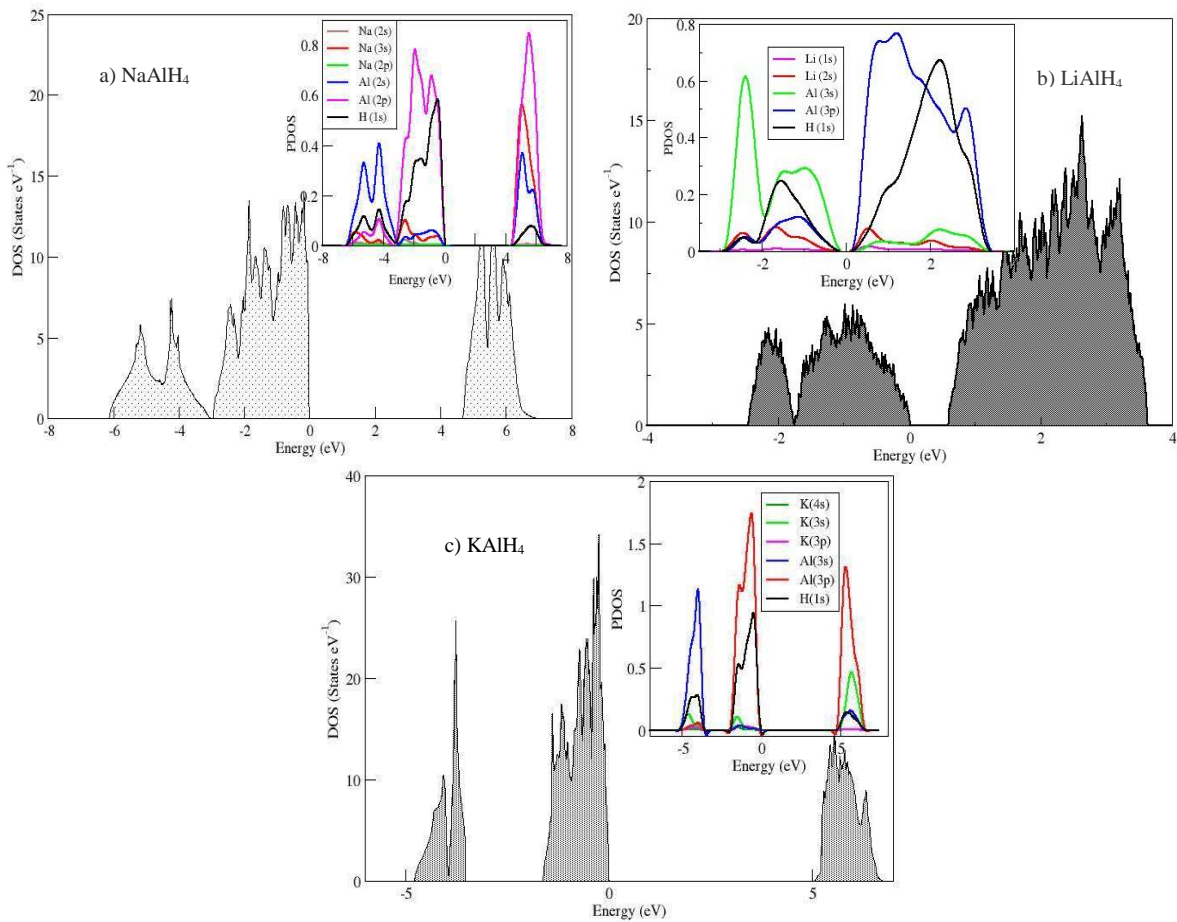 a) NaAlH4
DOS (States eV-1)
25
20
15
10
5
0
-8 -6 -4 -2 0 2 4 6 8
Energy (eV)
PDOS
0.8
0.6
0.4
0.2
0
-8 -4 0 4 8
Energy (eV)
Na (2s)
Na (3s)
Na (2p)
Al (2s)
Al (2p)
H (1s)
b) LiAlH4
DOS (States eV-1)
20
15
10
5
0
-4 -2 0 2 4
Energy (eV)
PDOS
0.8
0.6
0.4
0.2
0
-2 0 2
Energy (eV)
Li (1s)
Li (2s)
Al (3s)
Al (3p)
H (1s)
c) KAlH4
DOS (States eV-1)
40
30
20
10
0
-5 0 5
Energy (eV)
PDOS
2
1.5
1
0.5
0
-5 0 5
Energy (eV)
K(4s)
K(3s)
K(3p)
Al(3s)
Al(3p)
H(1s)